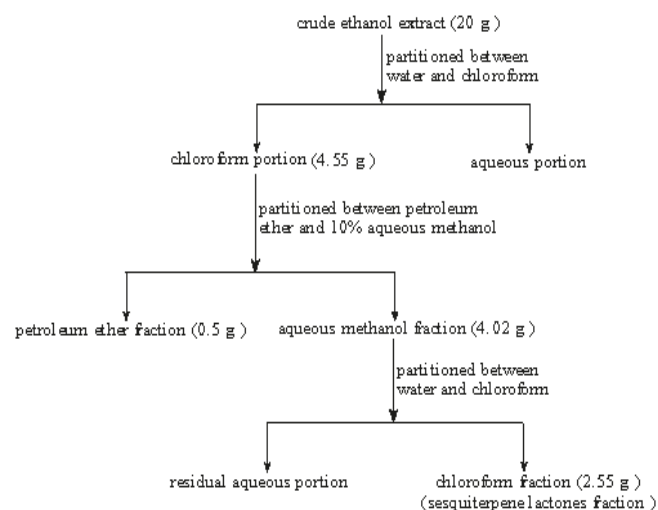 crude ethanol extract (20 g )
partitioned between
water and chloroform
chloroform portion (4.55 g )
aqueous portion
partitioned between petroleum
ether and 10% aqueous methanol
petroleum ether fraction (0.5 g )
aqueous methanol fraction (4.02 g )
partitioned between
water and chloroform
residual aqueous portion
chloroform fraction (2.55 g )
(sesquiterpene lactones fraction )